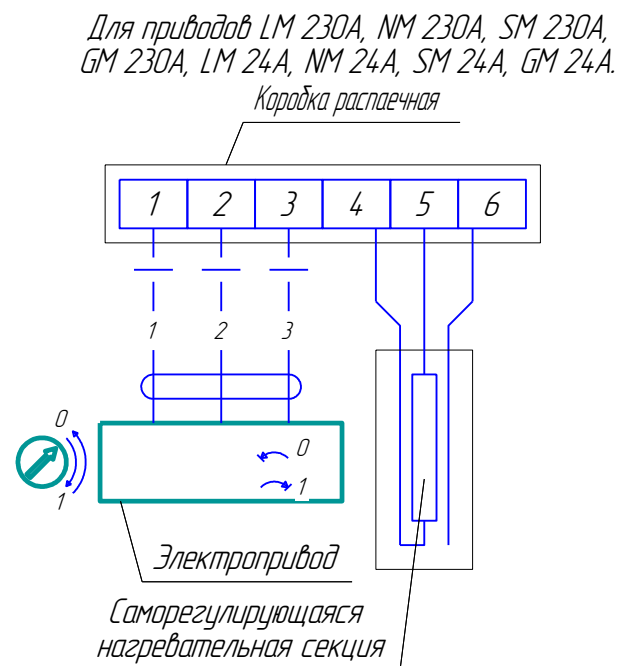 Для приводов LM 230A, NM 230A, SM 230A,
GM 230A, LM 24A, NM 24A, SM 24A, GM 24A.
Коробка распаечная
1 2 3 4 5 6
1 2 3
0
1
0
1
Электропривод
Саморегулирующаяся
нагревательная секция